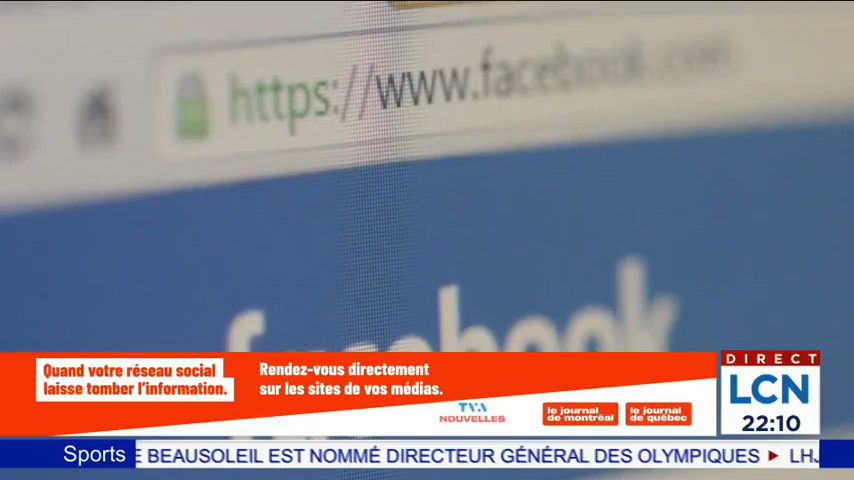 https://www.facebook.com
facebook
Quand votre réseau social
laisse tomber l'information.
Rendez-vous directement
sur les sites de vos médias.
TVA
NOUVELLES
le journal
de montréal
le journal
de québec
DIRECT
LCN
22:10
Sports
E BEAUSOLEIL EST NOMMÉ DIRECTEUR GÉNÉRAL DES OLYMPIQUES ► LHJ